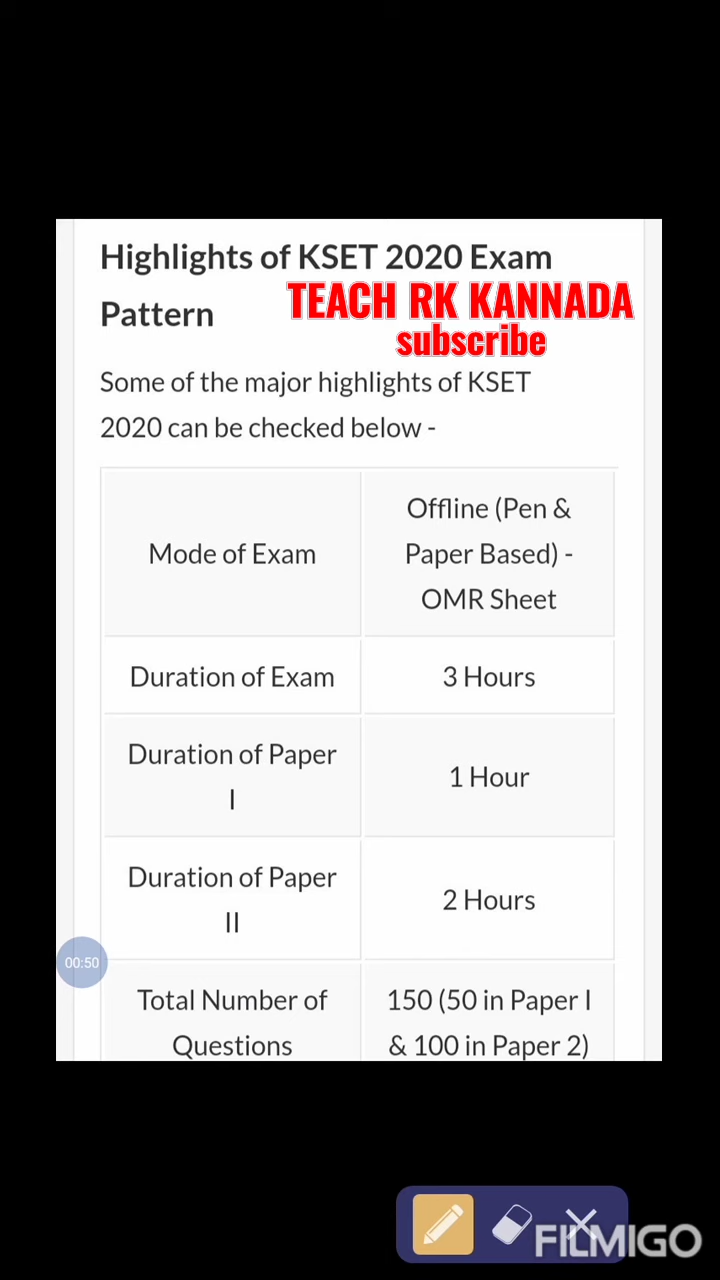 Highlights of KSET 2020 Exam
Pattern
TEACH RK KANNADA
subscribe
Some of the major highlights of KSET
2020 can be checked below -
Mode of Exam
Offline (Pen &
Paper Based) -
OMR Sheet
Duration of Exam
3 Hours
Duration of Paper
I
1 Hour
Duration of Paper
II
2 Hours
00:50
Total Number of
Questions
150 (50 in Paper I
& 100 in Paper 2)
FILMIGO